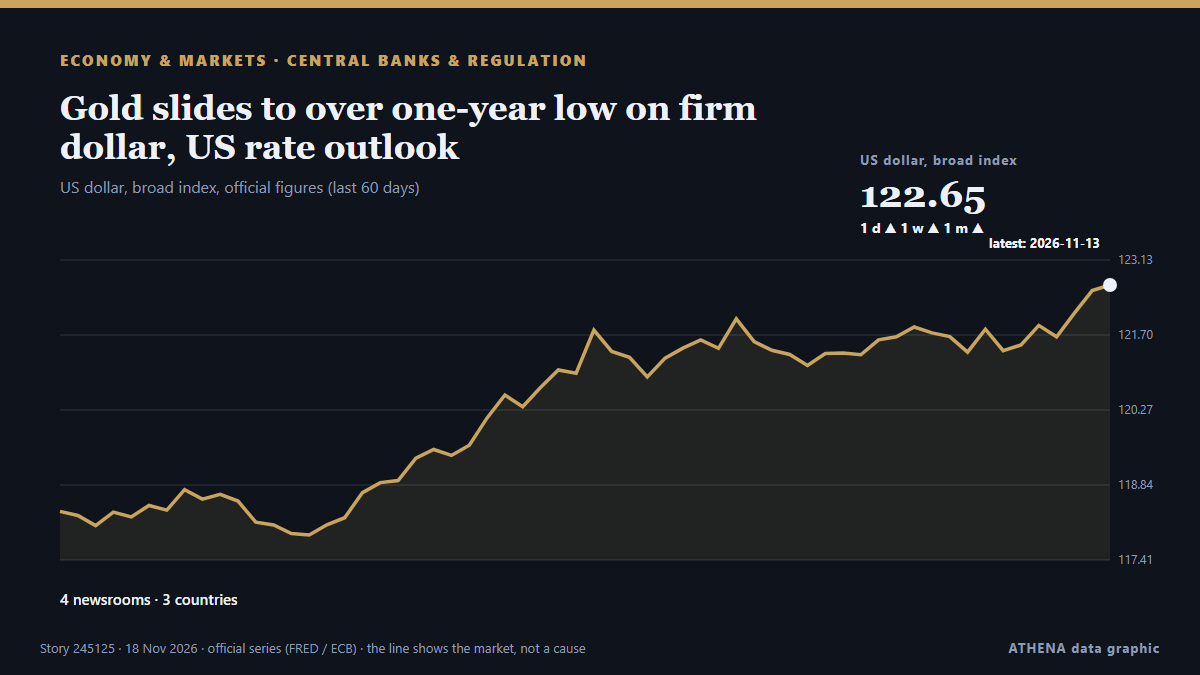 ECONOMY & MARKETS · CENTRAL BANKS & REGULATION
Gold slides to over one-year low on firm
dollar, US rate outlook
US dollar, broad index, official figures (last 60 days)
US dollar, broad index
122.65
1 d ▲ 1 w ▲ 1 m ▲
latest: 2026-11-13
123.13
121.70
120.27
118.84
117.41
4 newsrooms · 3 countries
Story 245125 · 18 Nov 2026 · official series (FRED / ECB) · the line shows the market, not a cause
ATHENA data graphic